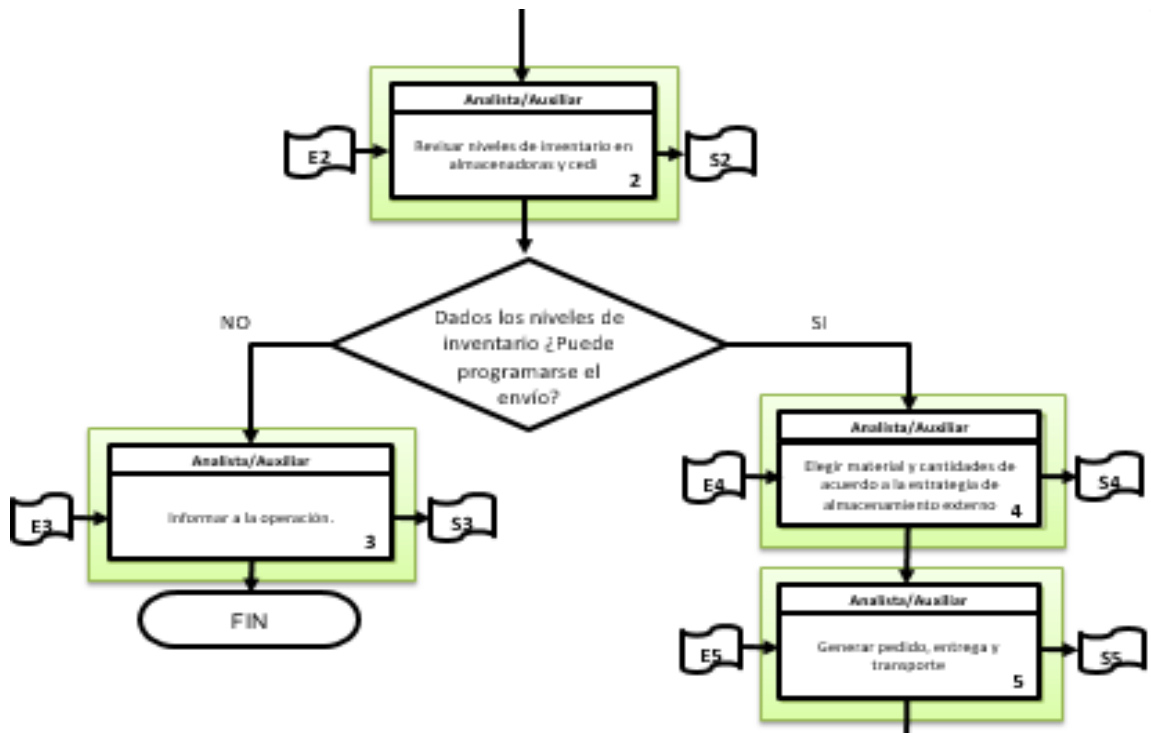 Analista/Auxiliar
E2
Revisar niveles de inventario en
almacenadoras y cedi
2
S2
NO
Dados los niveles de
inventario ¿Puede
programarse el
envío?
SI
Analista/Auxiliar
E3
Informar a la operación.
3
S3
FIN
Analista/Auxiliar
E4
Elegir material y cantidades de
acuerdo a la estrategia de
almacenamiento externo
4
S4
Analista/Auxiliar
E5
Generar pedido, entrega y
transporte
5
S5